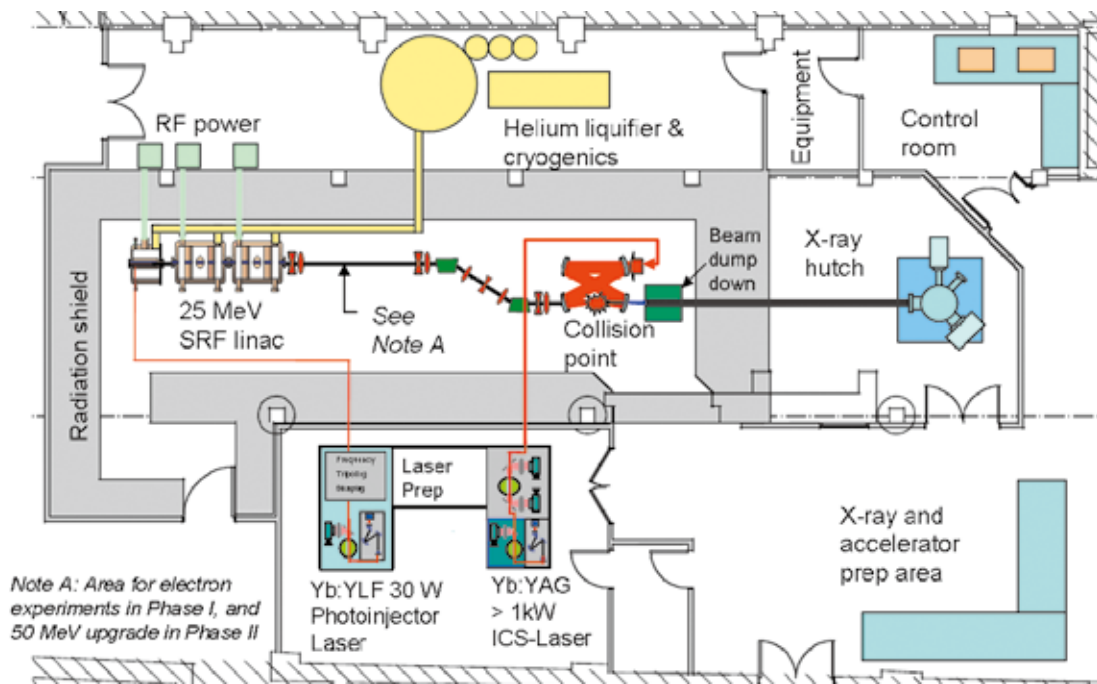 RF power
Helium liquifier &
cryogenics
Equipment
Control
room
Radiation shield
25 MeV
SRF linac
See
Note A
Collision
point
Beam
dump
down
X-ray
hutch
Frequency
Tripling
Laser
Prep
X-ray and
accelerator
prep area
Note A: Area for electron
experiments in Phase I, and
50 MeV upgrade in Phase II
Yb:YLF 30 W
Photoinjector
Laser
Yb:YAG
> 1kW
ICS-Laser